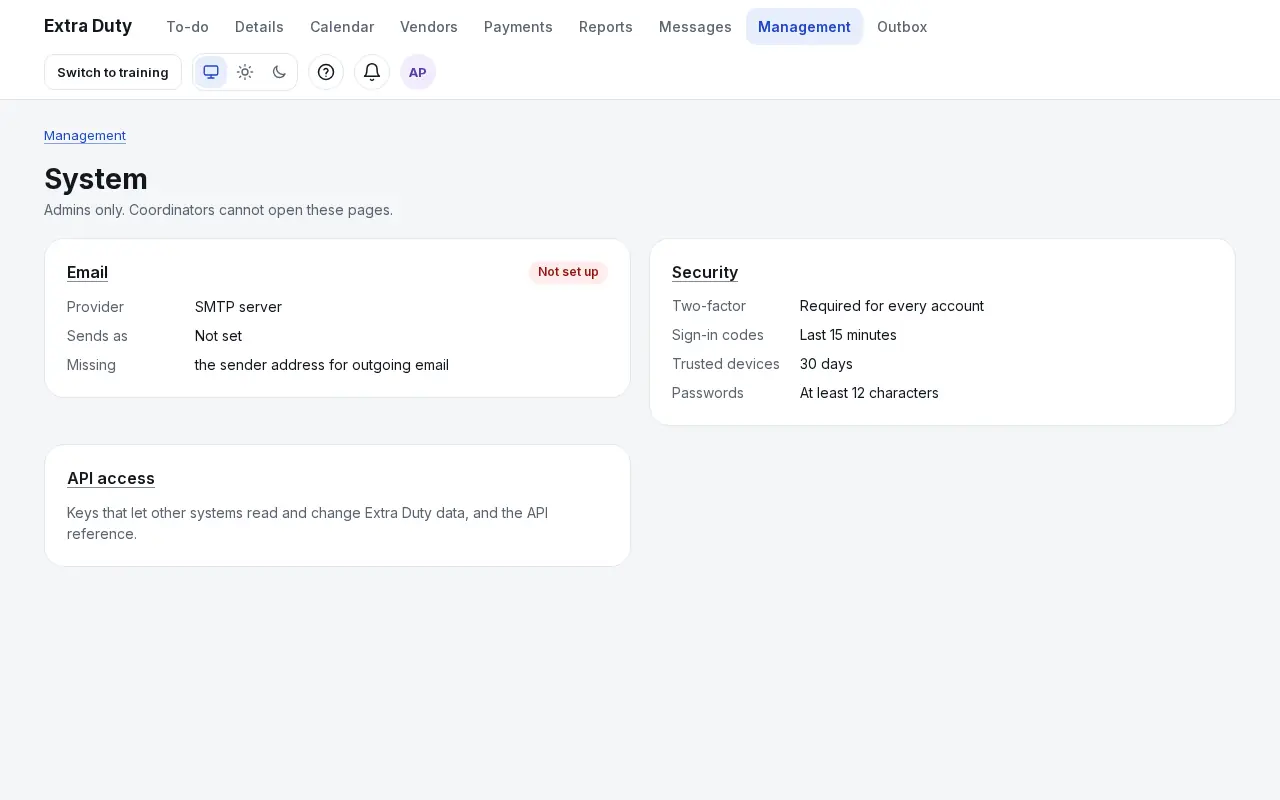 Extra Duty To-do Details Calendar Vendors Payments Reports Messages Management Outbox
Switch to training AP
Management
System
Admins only. Coordinators cannot open these pages.
Email Not set up
Provider SMTP server
Sends as Not set
Missing the sender address for outgoing email
Security
Two-factor Required for every account
Sign-in codes Last 15 minutes
Trusted devices 30 days
Passwords At least 12 characters
API access
Keys that let other systems read and change Extra Duty data, and the API
reference.